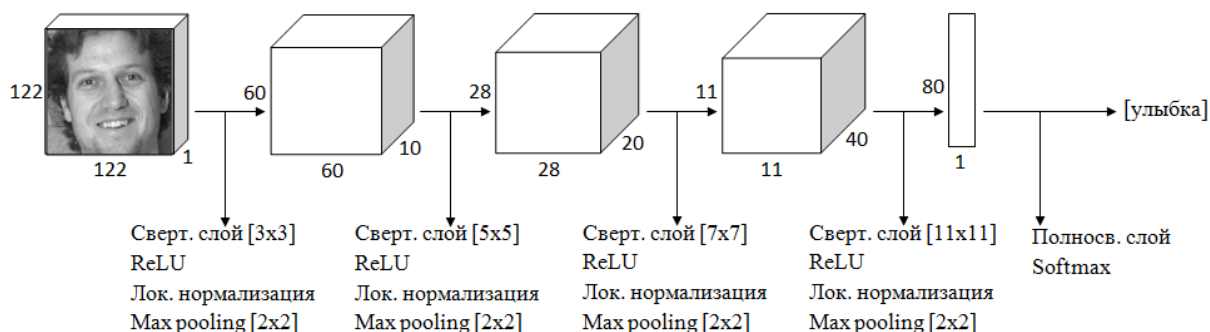 122
122
1
60
60
10
28
28
20
11
11
40
80
1
[улыбка]
Сверт. слой [3x3]
ReLU
Лок. нормализация
Max pooling [2x2]
Сверт. слой [5x5]
ReLU
Лок. нормализация
Max pooling [2x2]
Сверт. слой [7x7]
ReLU
Лок. нормализация
Max pooling [2x2]
Сверт. слой [11x11]
ReLU
Лок. нормализация
Max pooling [2x2]
Полносв. слой
Softmax